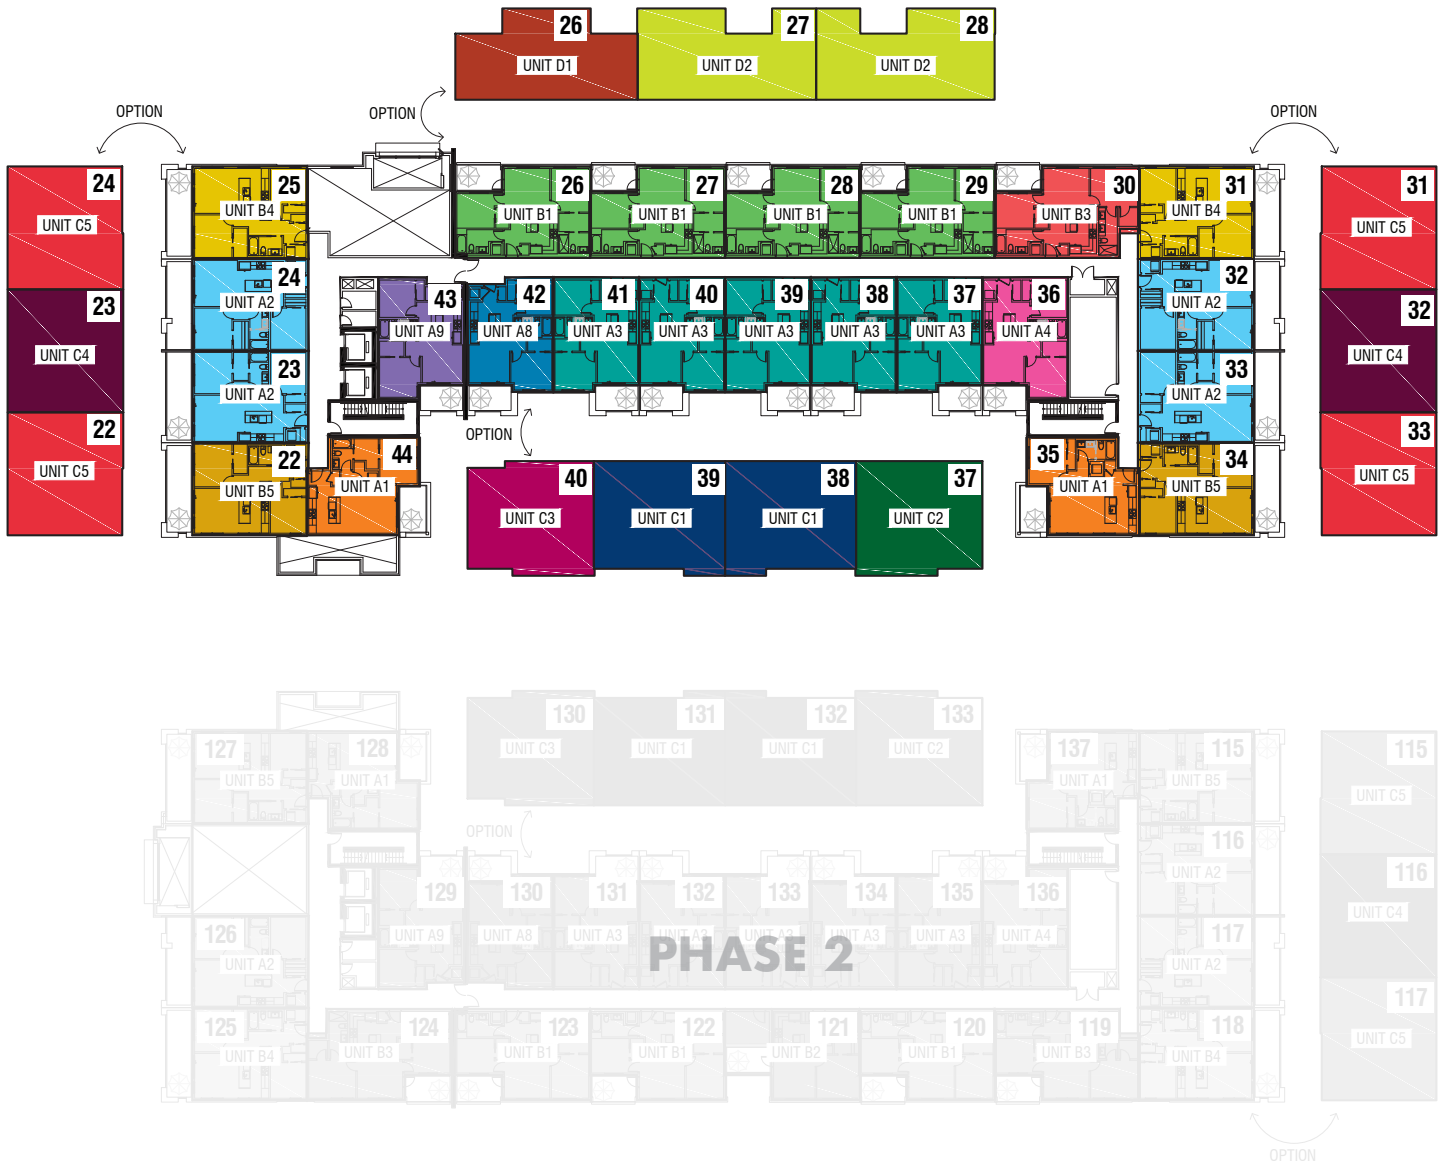 26
27
28
UNIT D1
UNIT D2
UNIT D2
OPTION
OPTION
OPTION
24
UNIT C5
23
UNIT C4
22
UNIT C5
25
UNIT B4
26
UNIT B1
27
UNIT B1
28
UNIT B1
29
UNIT B1
30
UNIT B3
31
UNIT B4
31
UNIT C5
32
UNIT C4
33
UNIT C5
24
UNIT A2
23
UNIT A2
22
UNIT B5
44
UNIT A1
43
UNIT A9
42
UNIT A8
41
UNIT A3
40
UNIT A3
39
UNIT A3
38
UNIT A3
37
UNIT A3
36
UNIT A4
32
UNIT A2
33
UNIT A2
34
UNIT B5
35
UNIT A1
OPTION
40
UNIT C3
39
UNIT C1
38
UNIT C1
37
UNIT C2
130
UNIT C3
131
UNIT C1
132
UNIT C1
133
UNIT C2
OPTION
127
UNIT B5
128
UNIT A1
137
UNIT A1
115
UNIT B5
115
UNIT C5
116
UNIT A2
116
UNIT C4
117
UNIT A2
117
UNIT C5
129
UNIT A9
130
UNIT A8
131
UNIT A3
132
UNIT A3
133
UNIT A3
134
UNIT A3
135
UNIT A3
136
UNIT A4
PHASE 2
126
UNIT A2
125
UNIT B4
124
UNIT B3
123
UNIT B1
122
UNIT B1
121
UNIT B2
120
UNIT B1
119
UNIT B3
118
UNIT B4
OPTION